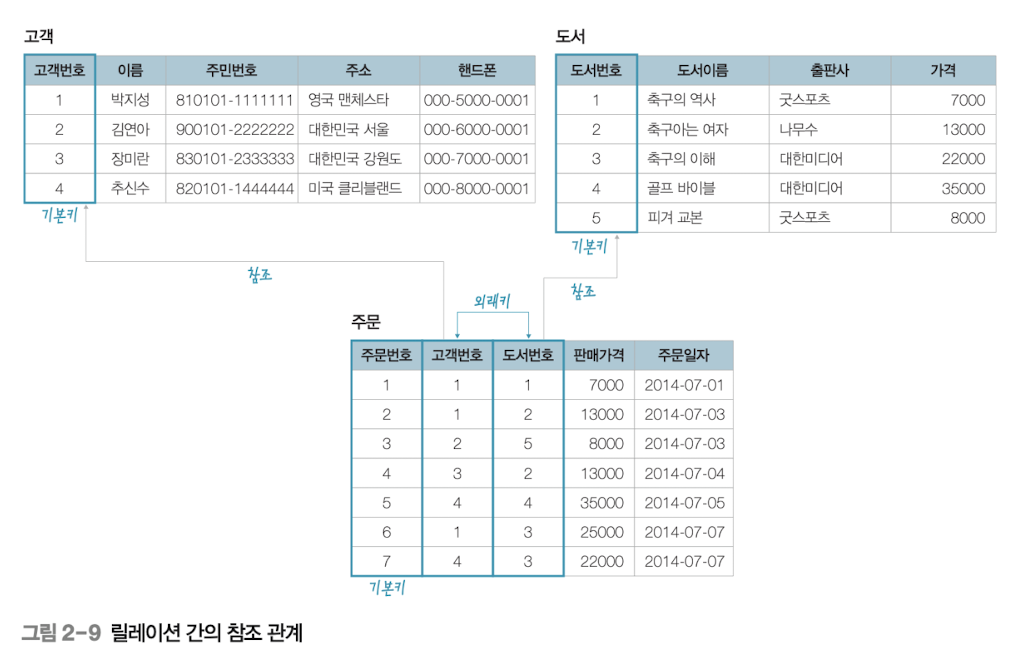 고객
고객번호 이름 주민번호 주소 핸드폰
1 박지성 810101-1111111 영국 맨체스타 000-5000-0001
2 김연아 900101-2222222 대한민국 서울 000-6000-0001
3 장미란 830101-2333333 대한민국 강원도 000-7000-0001
4 추신수 820101-1444444 미국 클리블랜드 000-8000-0001
기본키
도서
도서번호 도서이름 출판사 가격
1 축구의 역사 굿스포츠 7000
2 축구아는 여자 나무수 13000
3 축구의 이해 대한미디어 22000
4 골프 바이블 대한미디어 35000
5 피겨 교본 굿스포츠 8000
기본키
참조
참조
외래키
주문
주문번호 고객번호 도서번호 판매가격 주문일자
1 1 1 7000 2014-07-01
2 1 2 13000 2014-07-03
3 2 5 8000 2014-07-03
4 3 2 13000 2014-07-04
5 4 4 35000 2014-07-05
6 1 3 25000 2014-07-07
7 4 3 22000 2014-07-07
기본키
그림 2-9 릴레이션 간의 참조 관계